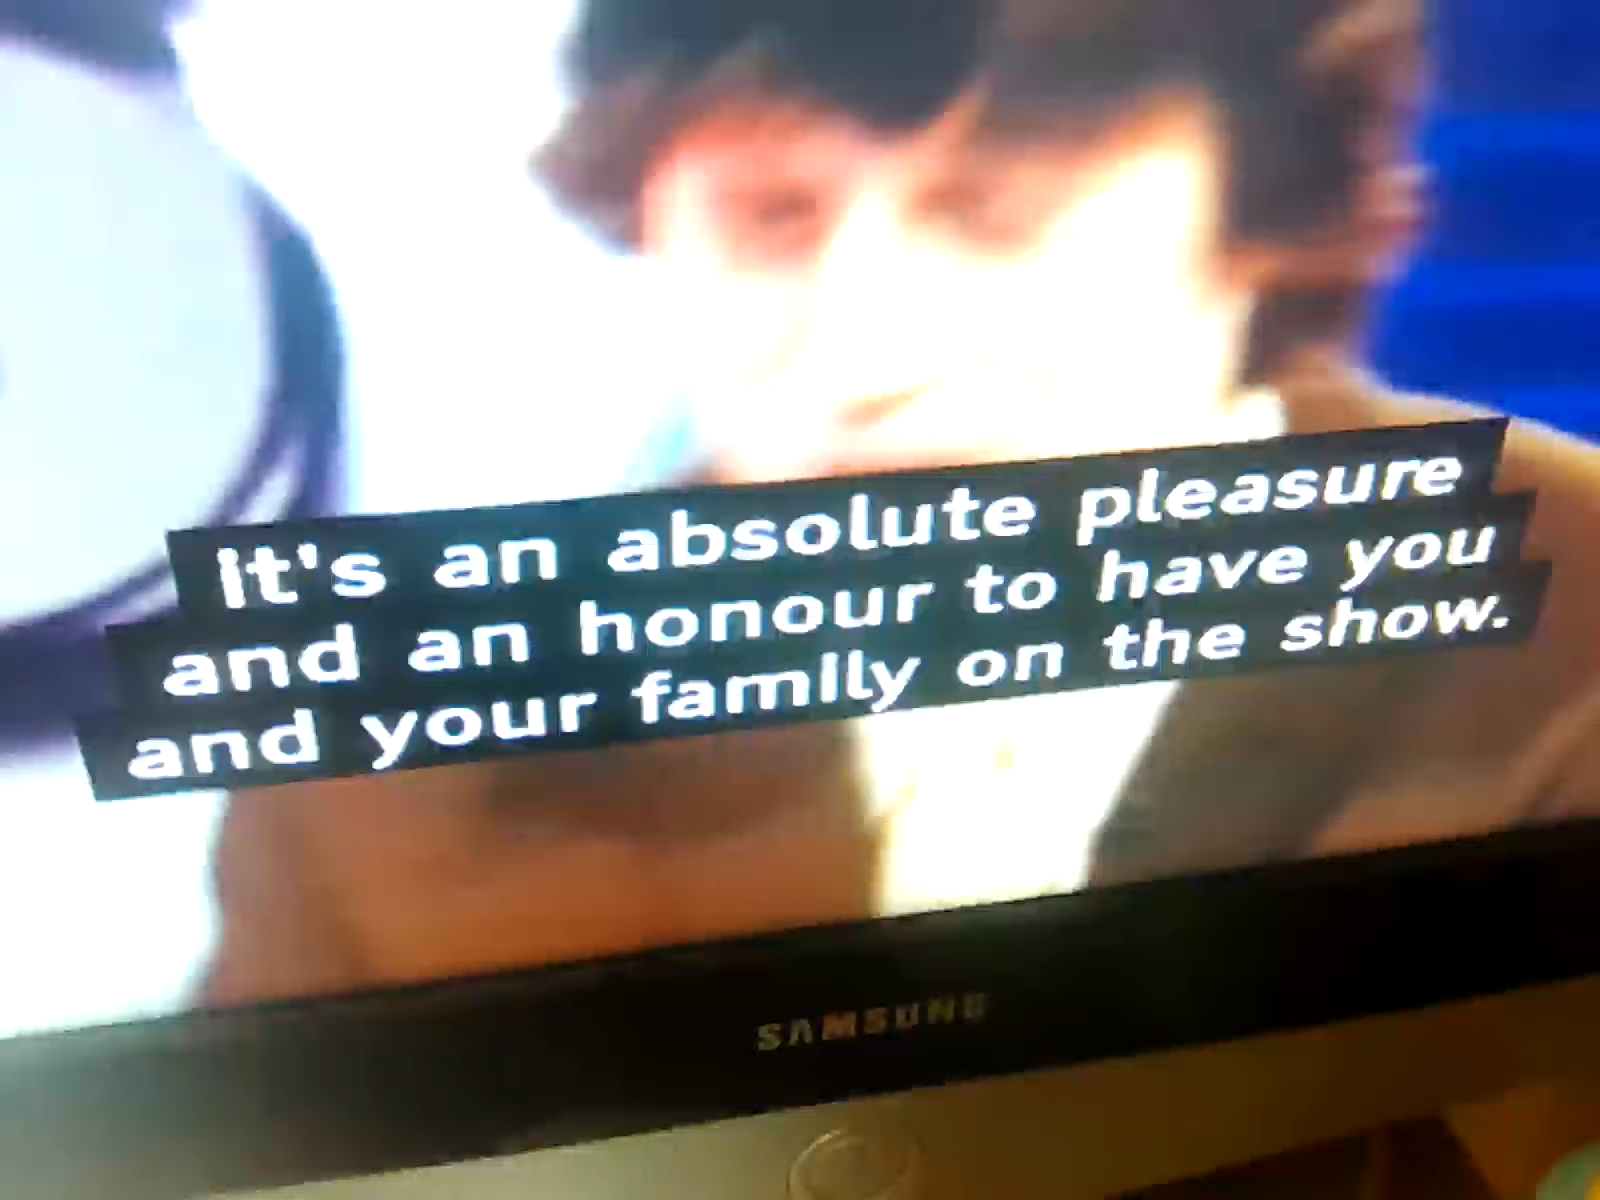 it's an absolute pleasure
and an honour to have you
and your family on the show.
SAMSUNG